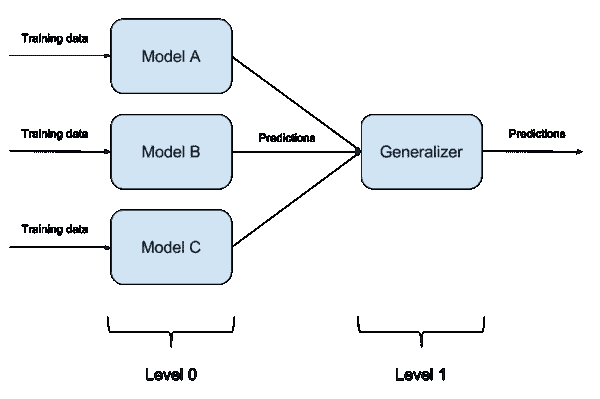 Training data
Model A
Training data
Model B
Predictions
Generalizer
Predictions
Training data
Model C
Level 0
Level 1